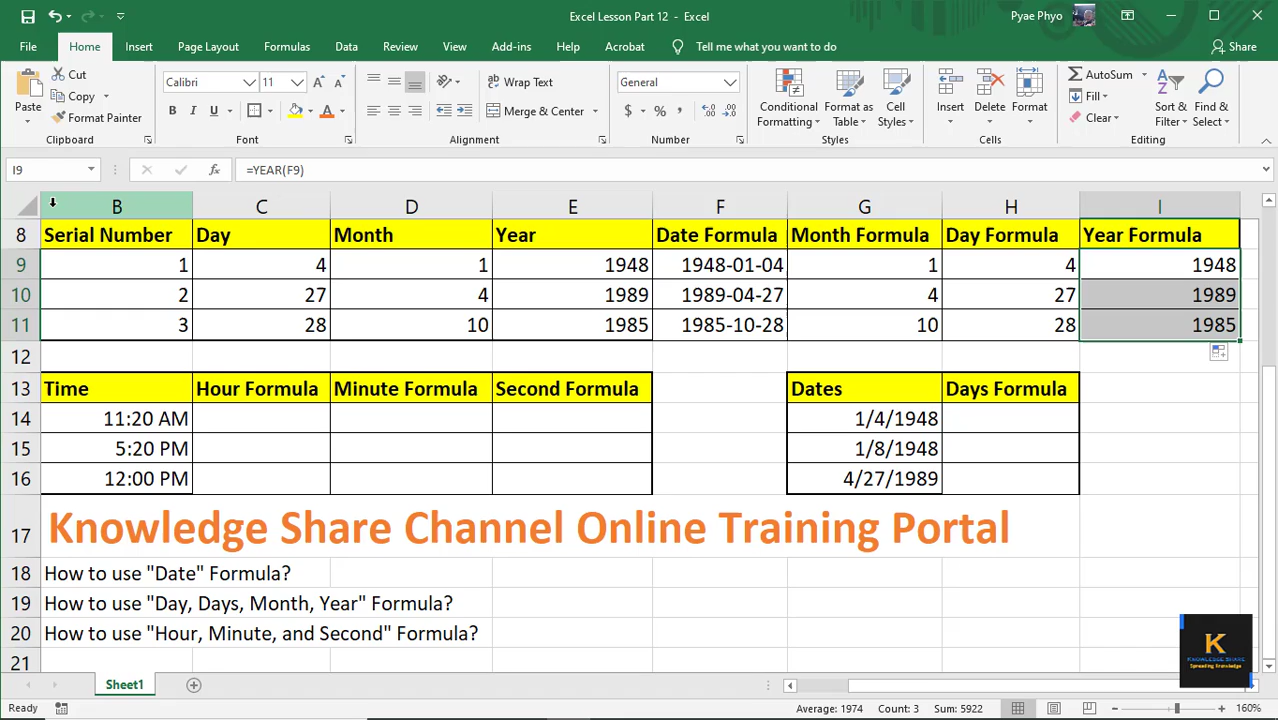 Excel Lesson Part 12 - Excel
Pyae Phyo
File Home Insert Page Layout Formulas Data Review View Add-ins Help Acrobat Tell me what you want to do Share
Paste
Cut
Copy
Format Painter
Clipboard
Calibri 11
B I U
Font
Wrap Text
Merge & Center
Alignment
General
$ % ,
Number
Conditional Formatting
Format as Table
Cell Styles
Styles
Insert
Delete
Format
Cells
AutoSum
Fill
Clear
Sort & Filter
Find & Select
Editing
I9 fx =YEAR(F9)
B C D E F G H I
8 Serial Number Day Month Year Date Formula Month Formula Day Formula Year Formula
9 1 4 1 1948 1948-01-04 1 4 1948
10 2 27 4 1989 1989-04-27 4 27 1989
11 3 28 10 1985 1985-10-28 10 28 1985
12
13 Time Hour Formula Minute Formula Second Formula Dates Days Formula
14 11:20 AM 1/4/1948
15 5:20 PM 1/8/1948
16 12:00 PM 4/27/1989
17 Knowledge Share Channel Online Training Portal
18 How to use "Date" Formula?
19 How to use "Day, Days, Month, Year" Formula?
20 How to use "Hour, Minute, and Second" Formula?
21
K
KNOWLEDGE SHARE
Spreading Knowledge
Sheet1
Ready Average: 1974 Count: 3 Sum: 5922 160%